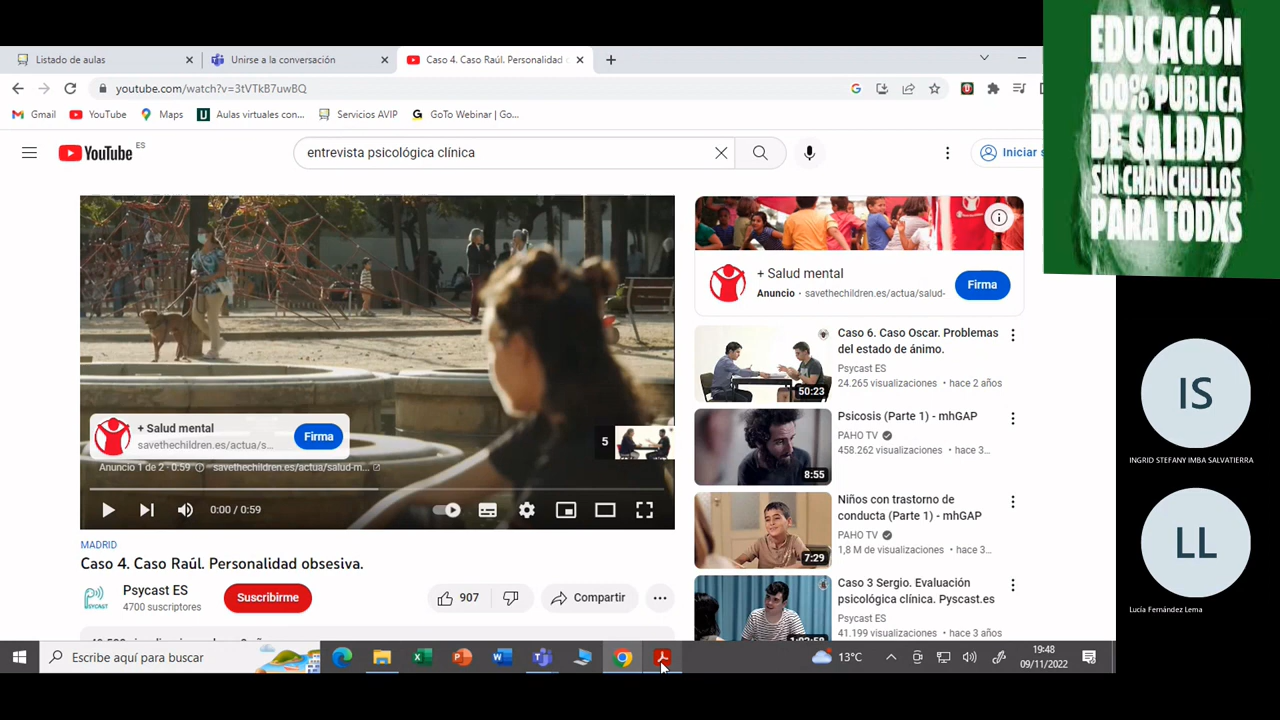 Listado de aulas
Unirse a la conversación
Caso 4. Caso Raúl. Personalidad
youtube.com/watch?v=3tVTkB7uwBQ
Gmail
YouTube
Maps
Aulas virtuales con...
Servicios AVIP
GoTo Webinar | Go...
YouTube ES
entrevista psicológica clínica
Iniciar
EDUCACIÓN
100% PÚBLICA
DE CALIDAD
SIN CHANCHULLOS
PARA TODXS
+ Salud mental
savethechildren.es/actua/s...
Firma
Anuncio 1 de 2 · 0:59
savethechildren.es/actua/salud-m...
5
0:00 / 0:59
MADRID
Caso 4. Caso Raúl. Personalidad obsesiva.
PSYCAST
Psycast ES
4700 suscriptores
Suscribirme
907
Compartir
+ Salud mental
Anuncio · savethechildren.es/actua/salud-
Firma
Caso 6. Caso Oscar. Problemas
del estado de ánimo.
Psycast ES
24.265 visualizaciones · hace 2 años
50:23
Psicosis (Parte 1) - mhGAP
PAHO TV
458.262 visualizaciones · hace 3...
8:55
Niños con trastorno de
conducta (Parte 1) - mhGAP
PAHO TV
1,8 M de visualizaciones · hace 3...
7:29
Caso 3 Sergio. Evaluación
psicológica clínica. Pyscast.es
Psycast ES
41.199 visualizaciones · hace 3 años
IS
INGRID STEFANY IMBA SALVATIERRA
LL
Lucía Fernández Lema
Escribe aquí para buscar
13°C
19:48
09/11/2022